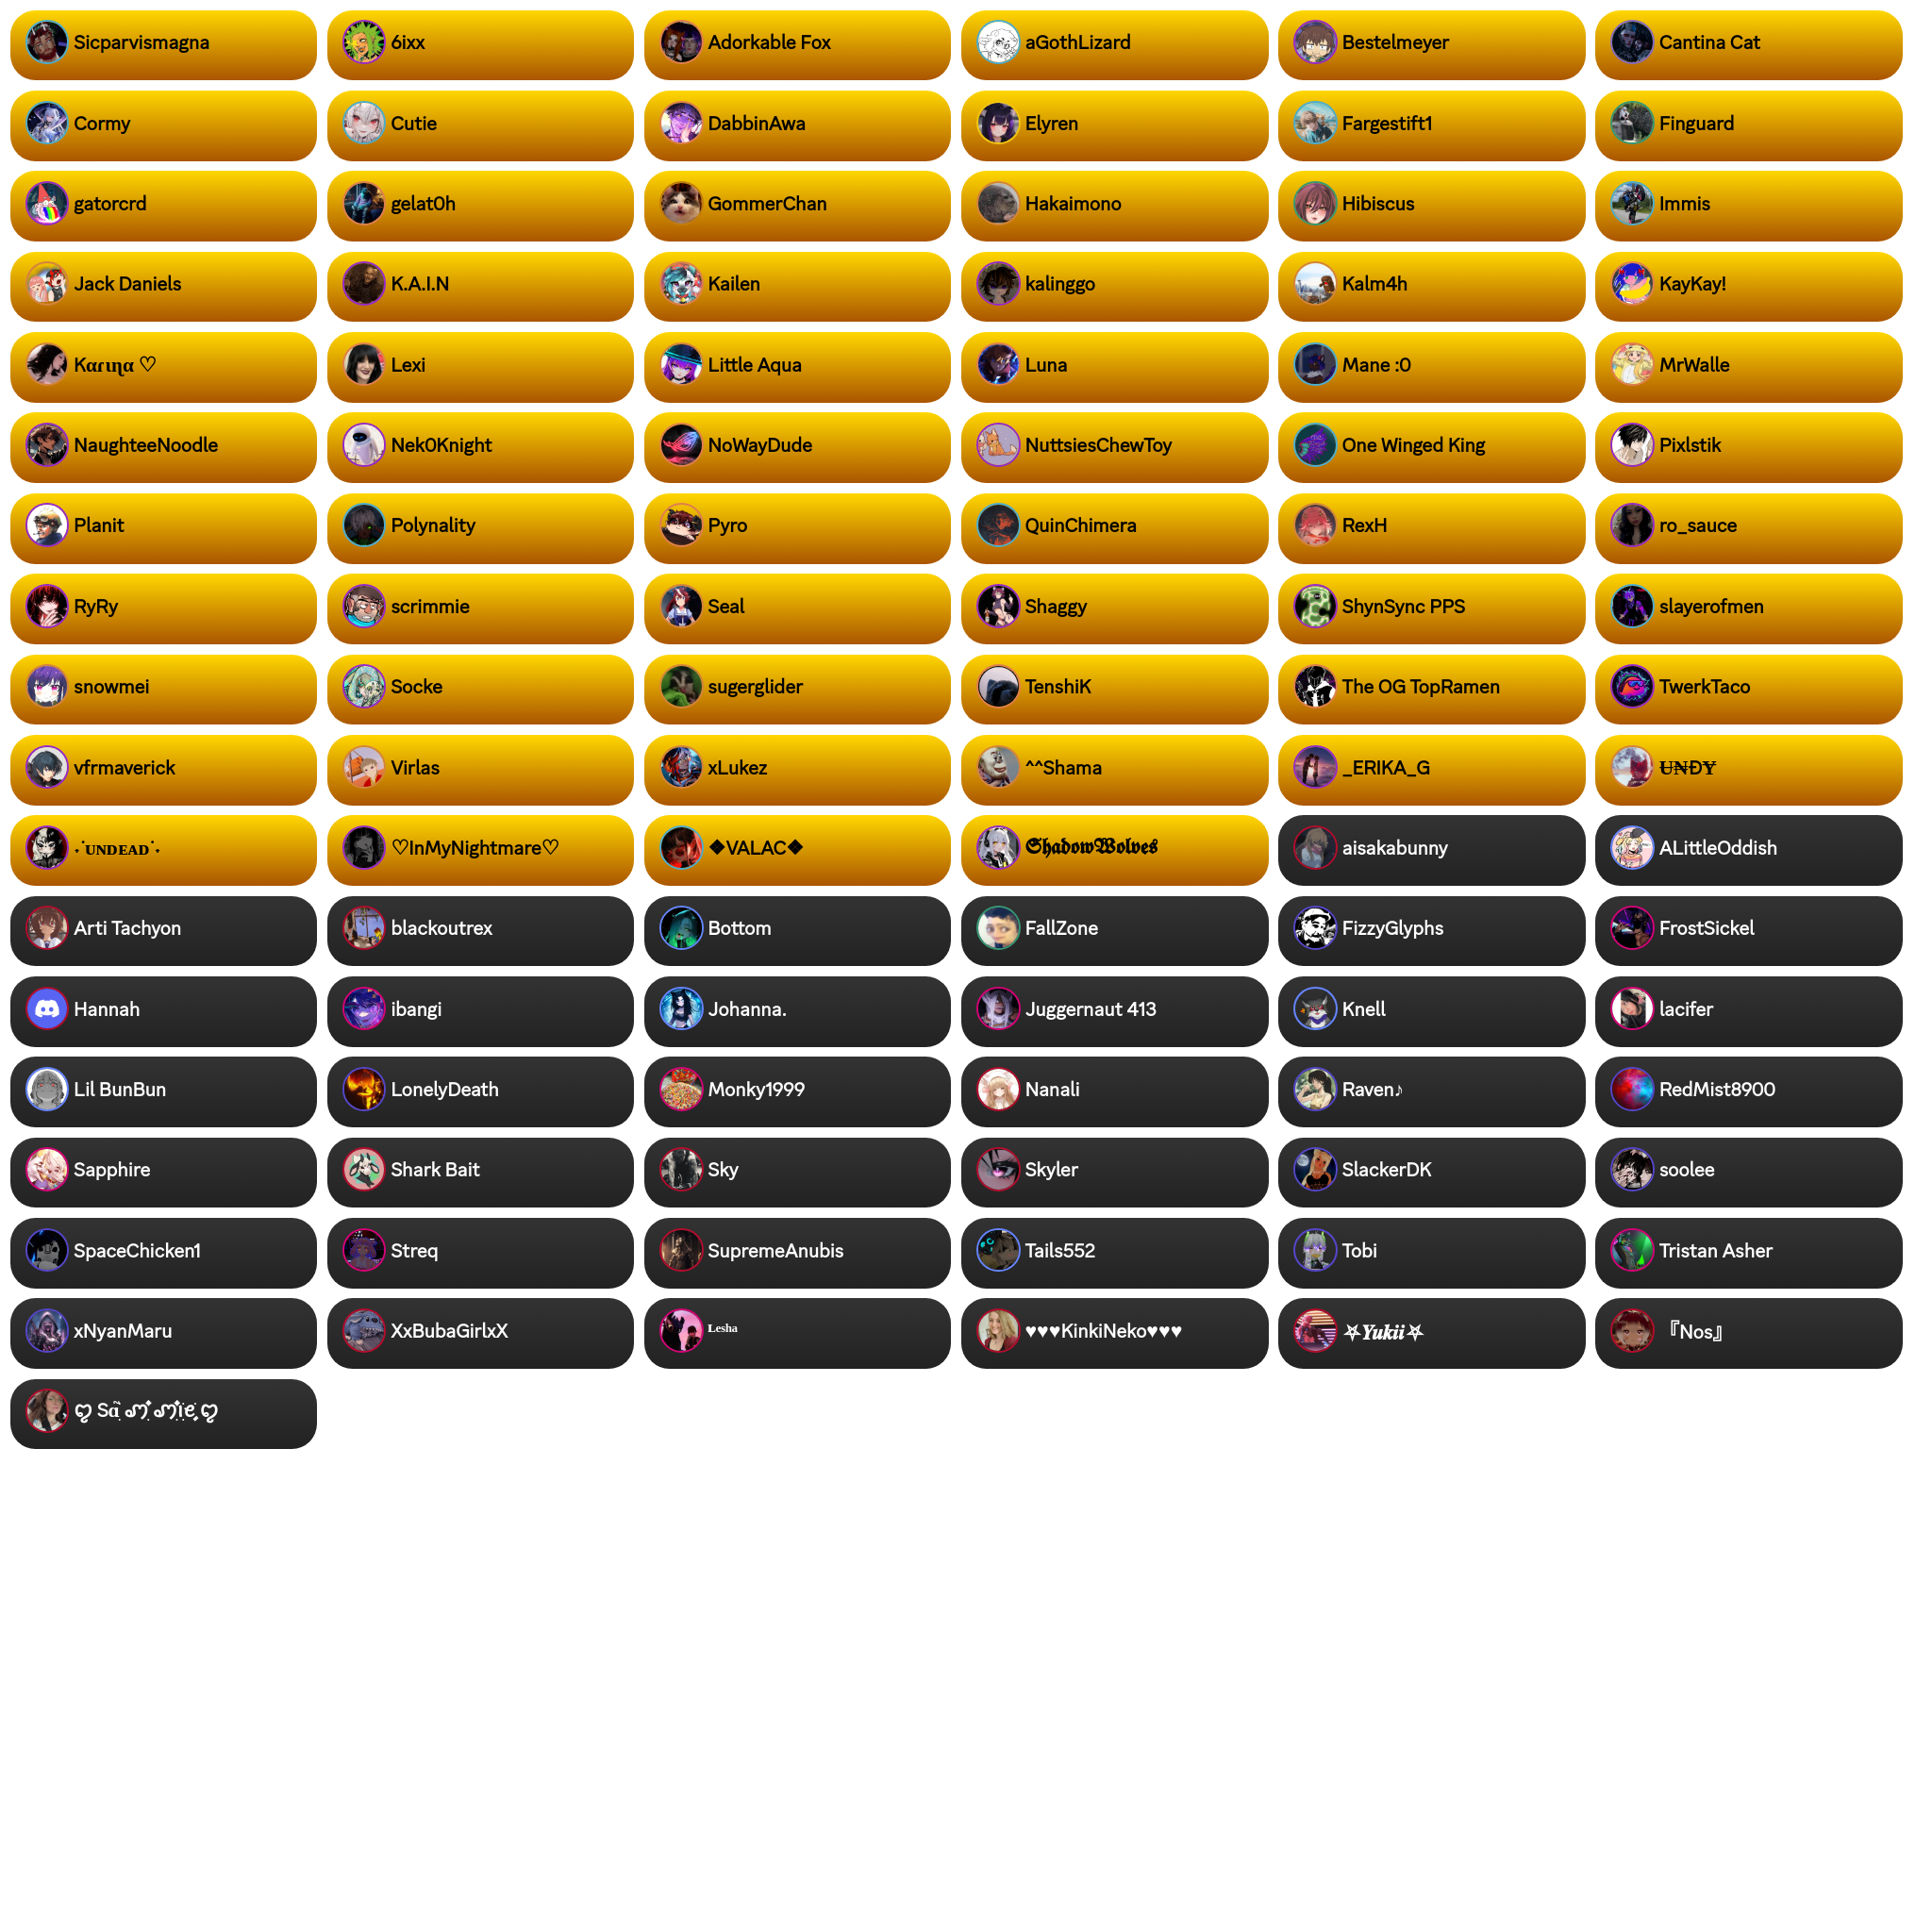 Sicparvismagna
6ixx
Adorkable Fox
aGothLizard
Bestelmeyer
Cantina Cat
Cormy
Cutie
DabbinAwa
Elyren
Fargestift1
Finguard
gatorcrd
gelat0h
GommerChan
Hakaimono
Hibiscus
Immis
Jack Daniels
K.A.I.N
Kailen
kalinggo
Kalm4h
KayKay!
Kαɾιɳα ♡
Lexi
Little Aqua
Luna
Mane :0
MrWalle
NaughteeNoodle
Nek0Knight
NoWayDude
NuttsiesChewToy
One Winged King
Pixlstik
Planit
Polynality
Pyro
QuinChimera
RexH
ro_sauce
RyRy
scrimmie
Seal
Shaggy
ShynSync PPS
slayerofmen
snowmei
Socke
sugerglider
TenshiK
The OG TopRamen
TwerkTaco
vfrmaverick
Virlas
xLukez
^^Shama
_ERIKA_G
U̶N̶ĐY̶
˖˙ᴜɴᴅᴇᴀᴅ˙˖
♡InMyNightmare♡
❖VALAC❖
𝕾𝖍𝖆𝖉𝖔𝖜𝖂𝖔𝖑𝖛𝖊𝖘
aisakabunny
ALittleOddish
Arti Tachyon
blackoutrex
Bottom
FallZone
FizzyGlyphs
FrostSickel
Hannah
ibangi
Johanna.
Juggernaut 413
Knell
lacifer
Lil BunBun
LonelyDeath
Monky1999
Nanali
Raven♪
RedMist8900
Sapphire
Shark Bait
Sky
Skyler
SlackerDK
soolee
SpaceChicken1
Streq
SupremeAnubis
Tails552
Tobi
Tristan Asher
xNyanMaru
XxBubaGirlxX
ᴸᵉˢʰᵃ
♥♥♥KinkiNeko♥♥♥
⛧𝒀𝒖𝒌𝒊𝒊⛧
『Nos』